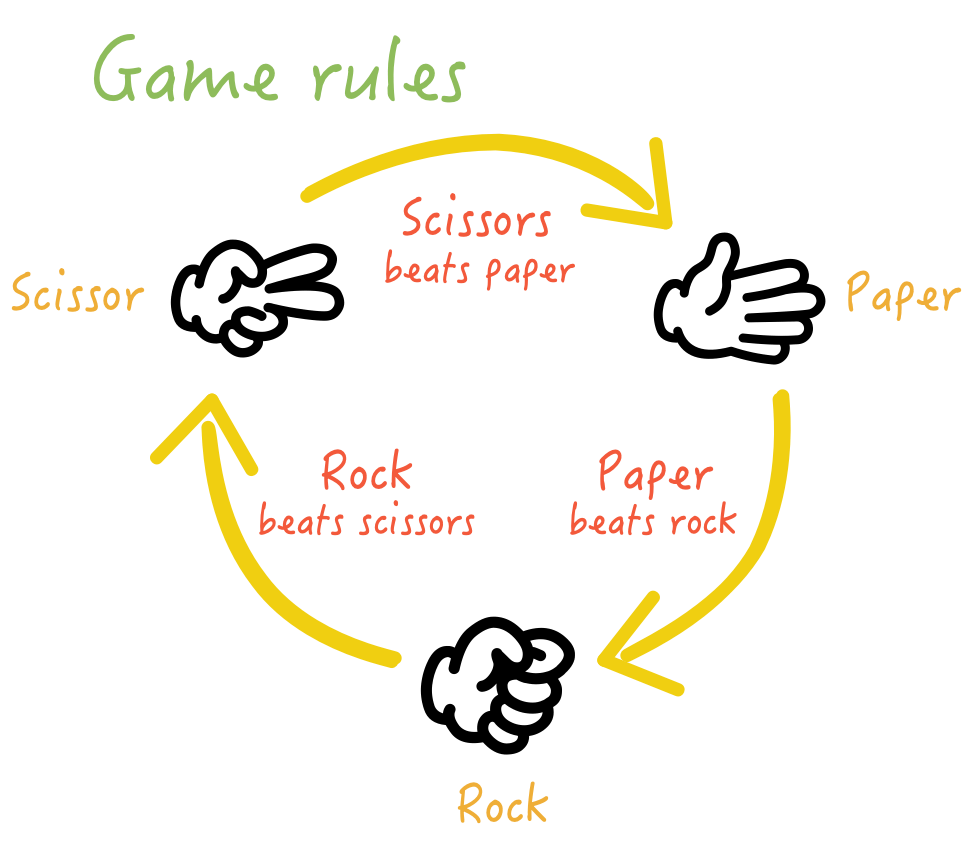 Game rules
Scissors
beats paper
Scissor
Paper
Rock
beats scissors
Paper
beats rock
Rock